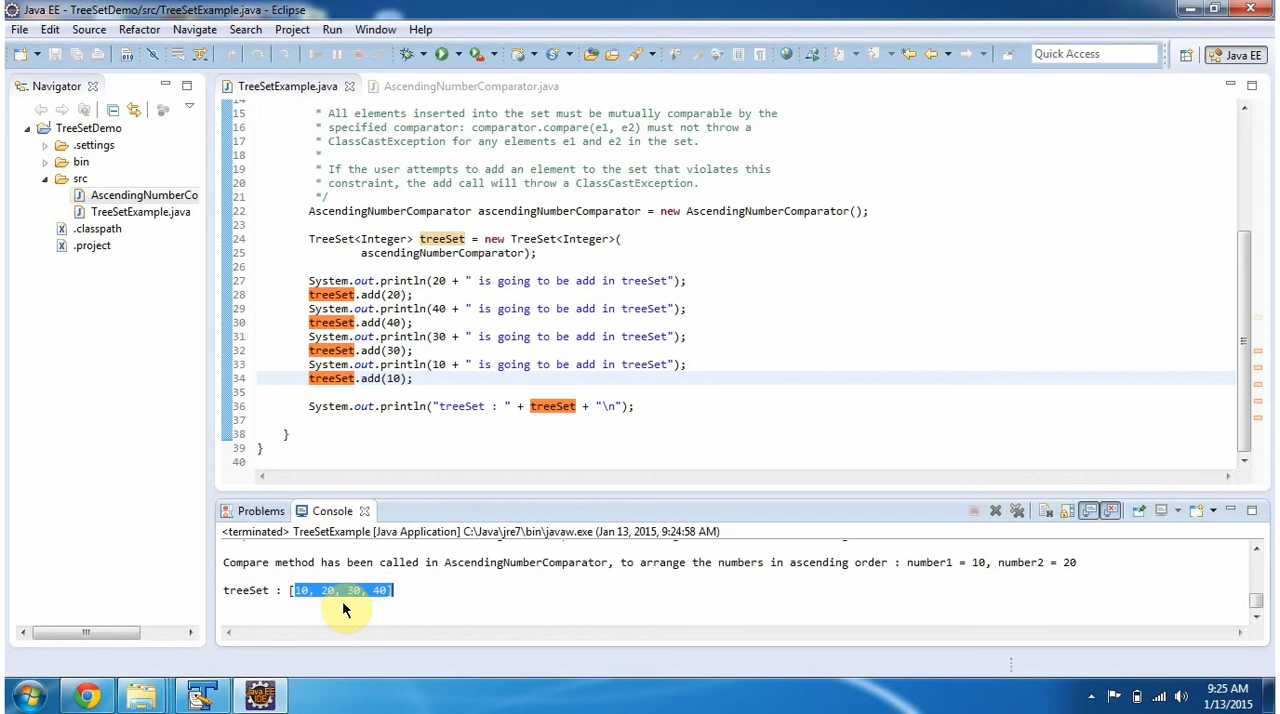 Java EE - TreeSetDemo/src/TreeSetExample.java - Eclipse
File Edit Source Refactor Navigate Search Project Run Window Help
Quick Access
Java EE
Navigator
TreeSetDemo
.settings
bin
src
AscendingNumberCo
TreeSetExample.java
.classpath
.project
TreeSetExample.java AscendingNumberComparator.java
14
15 * All elements inserted into the set must be mutually comparable by the
16 * specified comparator: comparator.compare(e1, e2) must not throw a
17 * ClassCastException for any elements e1 and e2 in the set.
18 *
19 * If the user attempts to add an element to the set that violates this
20 * constraint, the add call will throw a ClassCastException.
21 */
22 AscendingNumberComparator ascendingNumberComparator = new AscendingNumberComparator();
23
24 TreeSet<Integer> treeSet = new TreeSet<Integer>(
25 ascendingNumberComparator);
26
27 System.out.println(20 + " is going to be add in treeSet");
28 treeSet.add(20);
29 System.out.println(40 + " is going to be add in treeSet");
30 treeSet.add(40);
31 System.out.println(30 + " is going to be add in treeSet");
32 treeSet.add(30);
33 System.out.println(10 + " is going to be add in treeSet");
34 treeSet.add(10);
35
36 System.out.println("treeSet : " + treeSet + "\n");
37
38 }
39 }
40
Problems Console
<terminated> TreeSetExample [Java Application] C:\Java\jre7\bin\javaw.exe (Jan 13, 2015, 9:24:58 AM)
Compare method has been called in AscendingNumberComparator, to arrange the numbers in ascending order : number1 = 10, number2 = 20
treeSet : [10, 20, 30, 40]
9:25 AM
1/13/2015